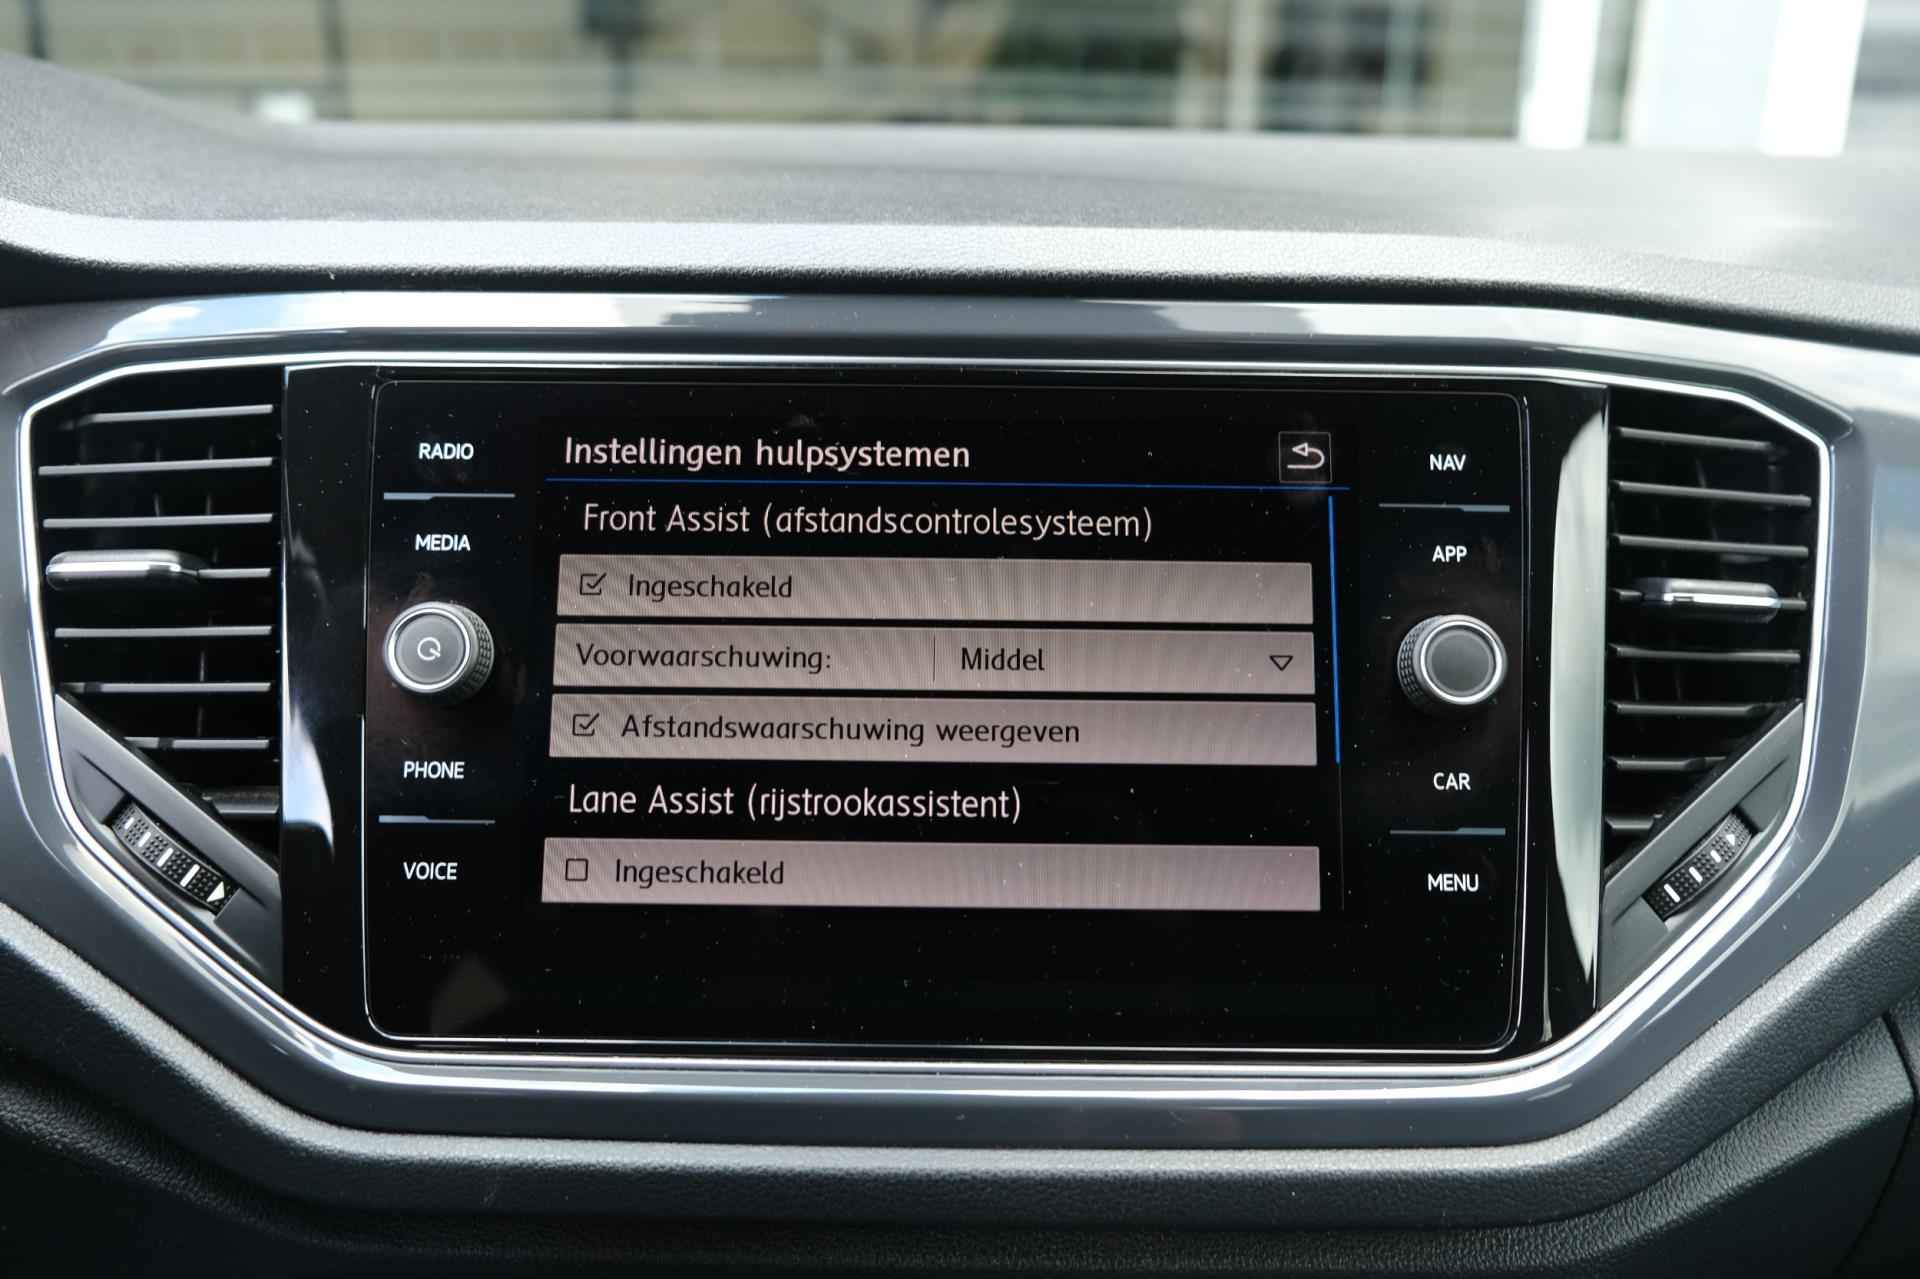 RADIO
MEDIA
PHONE
VOICE
Instellingen hulpsystemen
Front Assist (afstandscontrolesysteem)
Ingeschakeld
Voorwaarschuwing: Middel
Afstandswaarschuwing weergeven
Lane Assist (rijstrookassistent)
Ingeschakeld
NAV
APP
CAR
MENU